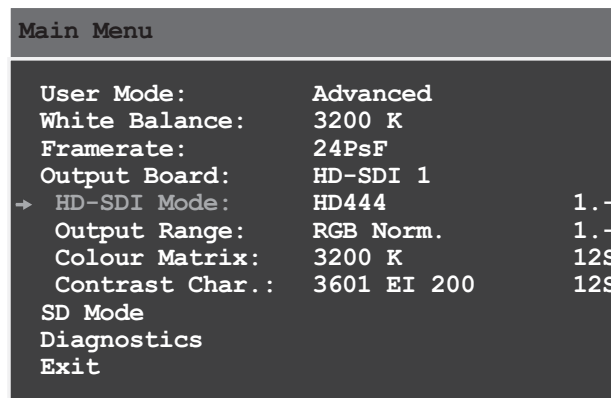 Main Menu
User Mode: Advanced
White Balance: 3200 K
Framerate: 24PsF
Output Board: HD-SDI 1
→ HD-SDI Mode: HD444 1.-
Output Range: RGB Norm. 1.-
Colour Matrix: 3200 K 12S
Contrast Char.: 3601 EI 200 12S
SD Mode
Diagnostics
Exit